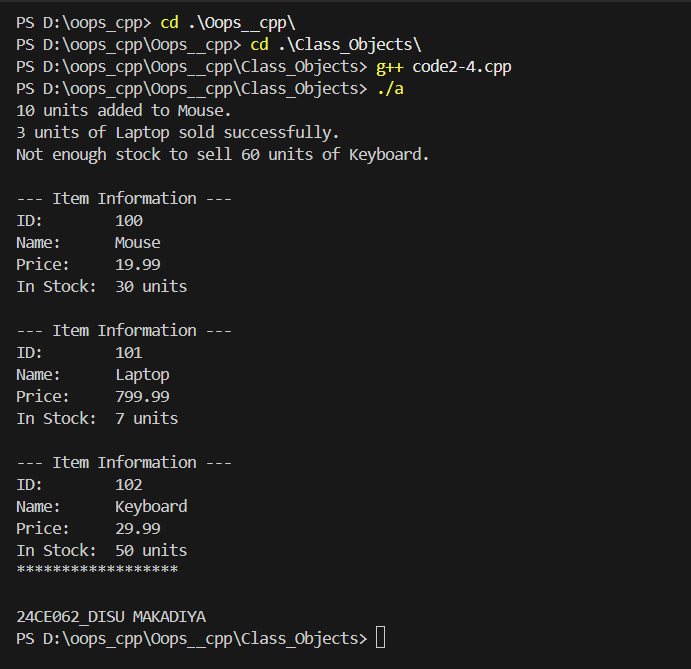 PS D:\oops_cpp> cd .\Oops__cpp\
PS D:\oops_cpp\Oops__cpp> cd .\Class_Objects\
PS D:\oops_cpp\Oops__cpp\Class_Objects> g++ code2-4.cpp
PS D:\oops_cpp\Oops__cpp\Class_Objects> ./a
10 units added to Mouse.
3 units of Laptop sold successfully.
Not enough stock to sell 60 units of Keyboard.

--- Item Information ---
ID:        100
Name:      Mouse
Price:     19.99
In Stock:  30 units

--- Item Information ---
ID:        101
Name:      Laptop
Price:     799.99
In Stock:  7 units

--- Item Information ---
ID:        102
Name:      Keyboard
Price:     29.99
In Stock:  50 units
******************

24CE062_DISU MAKADIYA
PS D:\oops_cpp\Oops__cpp\Class_Objects>